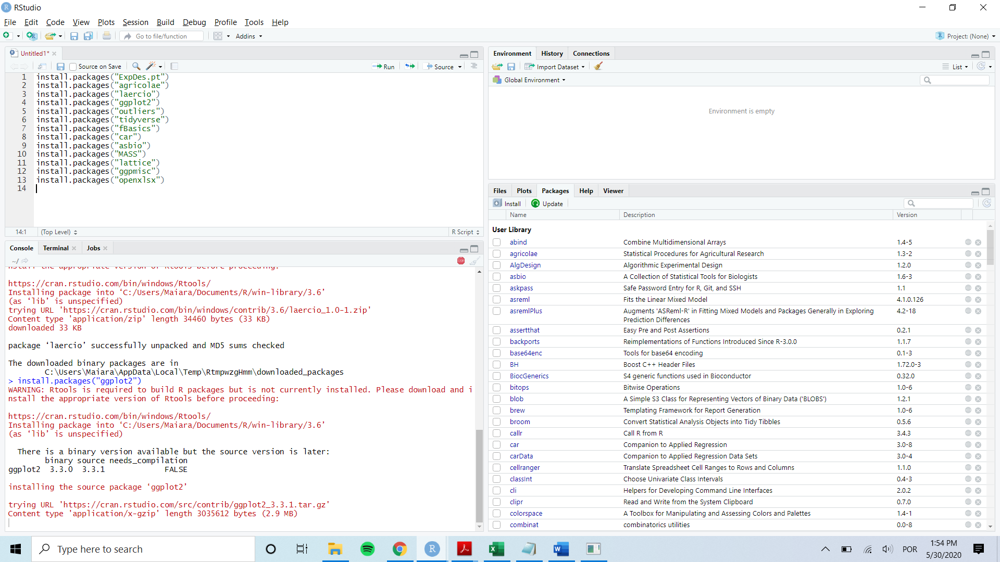 RStudio
File Edit Code View Plots Session Build Debug Profile Tools Help
Go to file/function Addins Project: (None)
Untitled1*
Source on Save Run Source
1 install.packages("ExpDes.pt")
2 install.packages("agricolae")
3 install.packages("laercio")
4 install.packages("ggplot2")
5 install.packages("outliers")
6 install.packages("tidyverse")
7 install.packages("fBasics")
8 install.packages("car")
9 install.packages("asbio")
10 install.packages("MASS")
11 install.packages("lattice")
12 install.packages("ggpmisc")
13 install.packages("openxlsx")
14
14:1 (Top Level) R Script
Console Terminal Jobs
~/
nstall the appropriate version of Rtools before proceeding:
https://cran.rstudio.com/bin/windows/Rtools/
Installing package into ‘C:/Users/Maiara/Documents/R/win-library/3.6’
(as ‘lib’ is unspecified)
trying URL 'https://cran.rstudio.com/bin/windows/contrib/3.6/laercio_1.0-1.zip'
Content type 'application/zip' length 34460 bytes (33 KB)
downloaded 33 KB
package ‘laercio’ successfully unpacked and MD5 sums checked
The downloaded binary packages are in
C:\Users\Maiara\AppData\Local\Temp\RtmpwzgHmm\downloaded_packages
> install.packages("ggplot2")
WARNING: Rtools is required to build R packages but is not currently installed. Please download and i
nstall the appropriate version of Rtools before proceeding:
https://cran.rstudio.com/bin/windows/Rtools/
Installing package into ‘C:/Users/Maiara/Documents/R/win-library/3.6’
(as ‘lib’ is unspecified)
There is a binary version available but the source version is later:
binary source needs_compilation
ggplot2 3.3.0 3.3.1 FALSE
installing the source package ‘ggplot2’
trying URL 'https://cran.rstudio.com/src/contrib/ggplot2_3.3.1.tar.gz'
Content type 'application/x-gzip' length 3035612 bytes (2.9 MB)
Environment History Connections
Import Dataset List
Global Environment
Environment is empty
Files Plots Packages Help Viewer
Install Update
Name Description Version
User Library
abind Combine Multidimensional Arrays 1.4-5
agricolae Statistical Procedures for Agricultural Research 1.3-2
AlgDesign Algorithmic Experimental Design 1.2.0
asbio A Collection of Statistical Tools for Biologists 1.6-3
askpass Safe Password Entry for R, Git, and SSH 1.1
asreml Fits the Linear Mixed Model 4.1.0.126
asremlPlus Augments 'ASReml-R' in Fitting Mixed Models and Packages Generally in Exploring 4.2-18
Prediction Differences
assertthat Easy Pre and Post Assertions 0.2.1
backports Reimplementations of Functions Introduced Since R-3.0.0 1.1.7
base64enc Tools for base64 encoding 0.1-3
BH Boost C++ Header Files 1.72.0-3
BiocGenerics S4 generic functions used in Bioconductor 0.32.0
bitops Bitwise Operations 1.0-6
blob A Simple S3 Class for Representing Vectors of Binary Data ('BLOBS') 1.2.1
brew Templating Framework for Report Generation 1.0-6
broom Convert Statistical Analysis Objects into Tidy Tibbles 0.5.6
callr Call R from R 3.4.3
car Companion to Applied Regression 3.0-8
carData Companion to Applied Regression Data Sets 3.0-4
cellranger Translate Spreadsheet Cell Ranges to Rows and Columns 1.1.0
classInt Choose Univariate Class Intervals 0.4-3
cli Helpers for Developing Command Line Interfaces 2.0.2
clipr Read and Write from the System Clipboard 0.7.0
colorspace A Toolbox for Manipulating and Assessing Colors and Palettes 1.4-1
combinat combinatorics utilities 0.0-8
Type here to search
POR
1:54 PM
5/30/2020